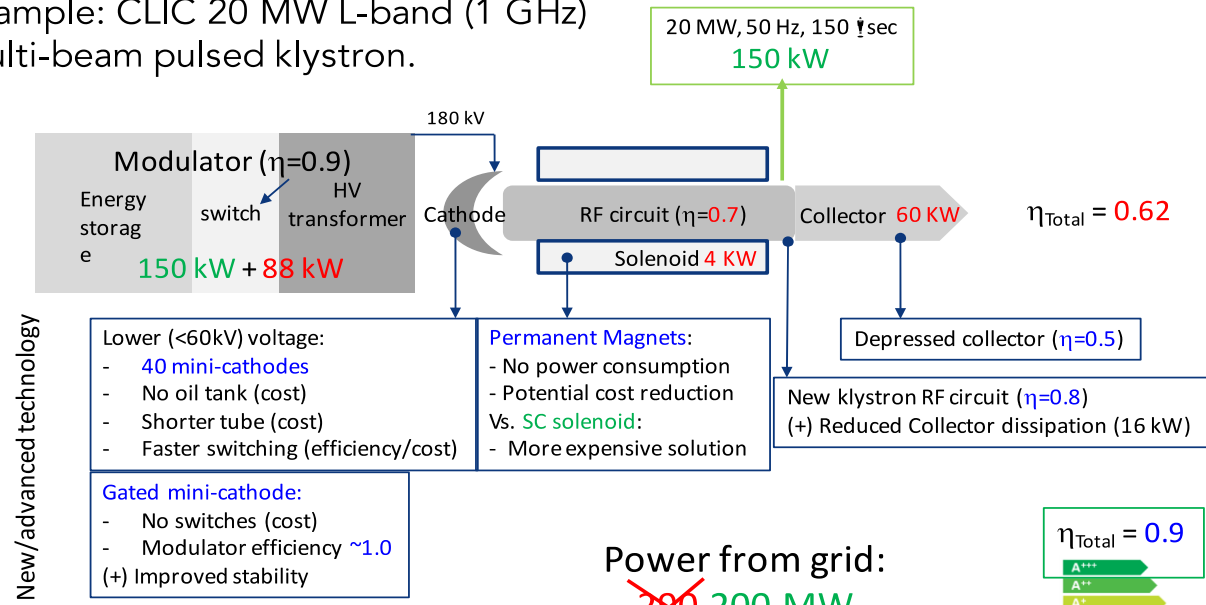 ample: CLIC 20 MW L-band (1 GHz)
ulti-beam pulsed klystron.
20 MW, 50 Hz, 150 sec
150 kW
180 kV
Modulator (η=0.9)
Energy
storag
e
switch
HV
transformer
150 kW + 88 kW
Cathode
RF circuit (η=0.7)
Solenoid 4 KW
Collector 60 KW
ηTotal = 0.62
New/advanced technology
Lower (<60kV) voltage:
- 40 mini-cathodes
- No oil tank (cost)
- Shorter tube (cost)
- Faster switching (efficiency/cost)
Permanent Magnets:
- No power consumption
- Potential cost reduction
Vs. SC solenoid:
- More expensive solution
Depressed collector (η=0.5)
New klystron RF circuit (η=0.8)
(+) Reduced Collector dissipation (16 kW)
Gated mini-cathode:
- No switches (cost)
- Modulator efficiency ~1.0
(+) Improved stability
Power from grid:
280 200 MW
ηTotal = 0.9
A+++
A++
A+